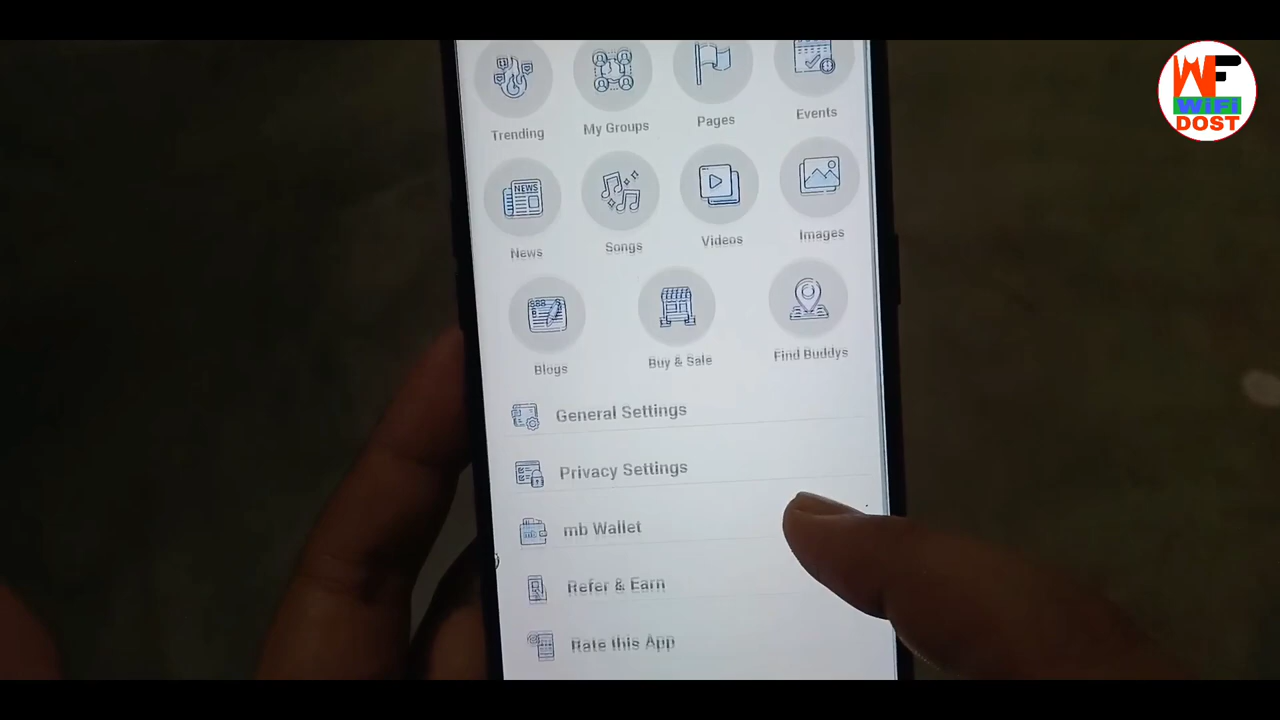 WF
WiFi
DOST
Trending
My Groups
Pages
Events
NEWS
News
Songs
Videos
Images
Blogs
Buy & Sale
Find Buddys
General Settings
Privacy Settings
mb Wallet
Refer & Earn
Rate this App